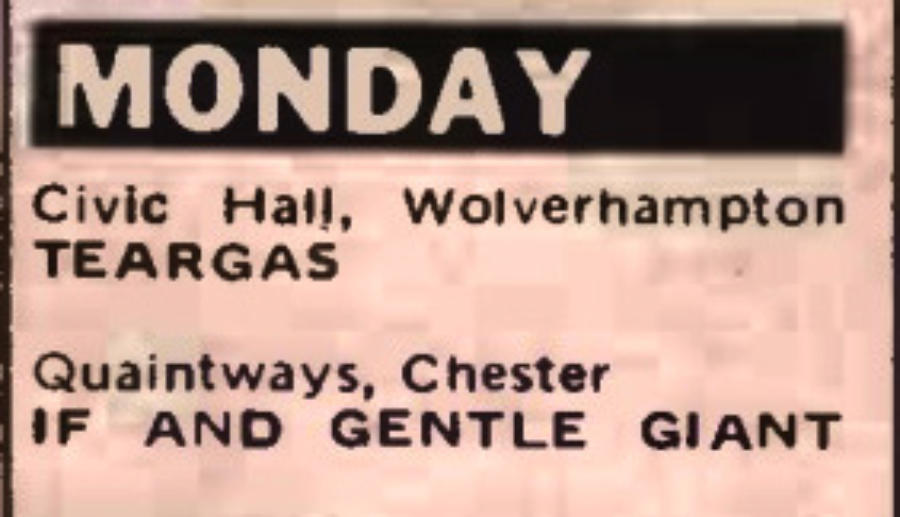 MONDAY
Civic Hall, Wolverhampton
TEARGAS
Quaintways, Chester
IF AND GENTLE GIANT